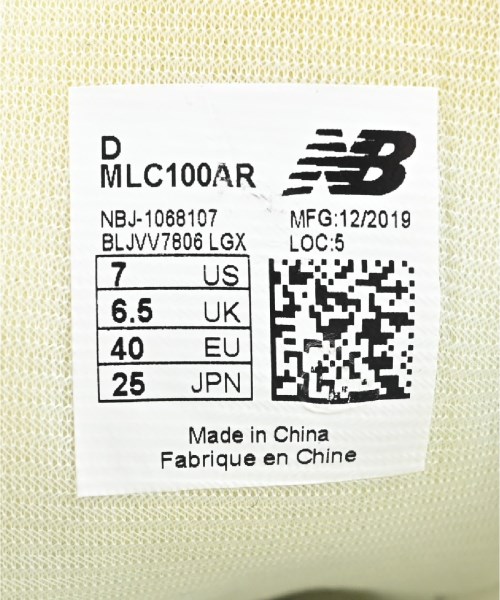 D
MLC100AR
NB
NBJ-1068107
MFG:12/2019
BLJVV7806 LGX
LOC:5
7 US
6.5 UK
40 EU
25 JPN
Made in China
Fabrique en Chine